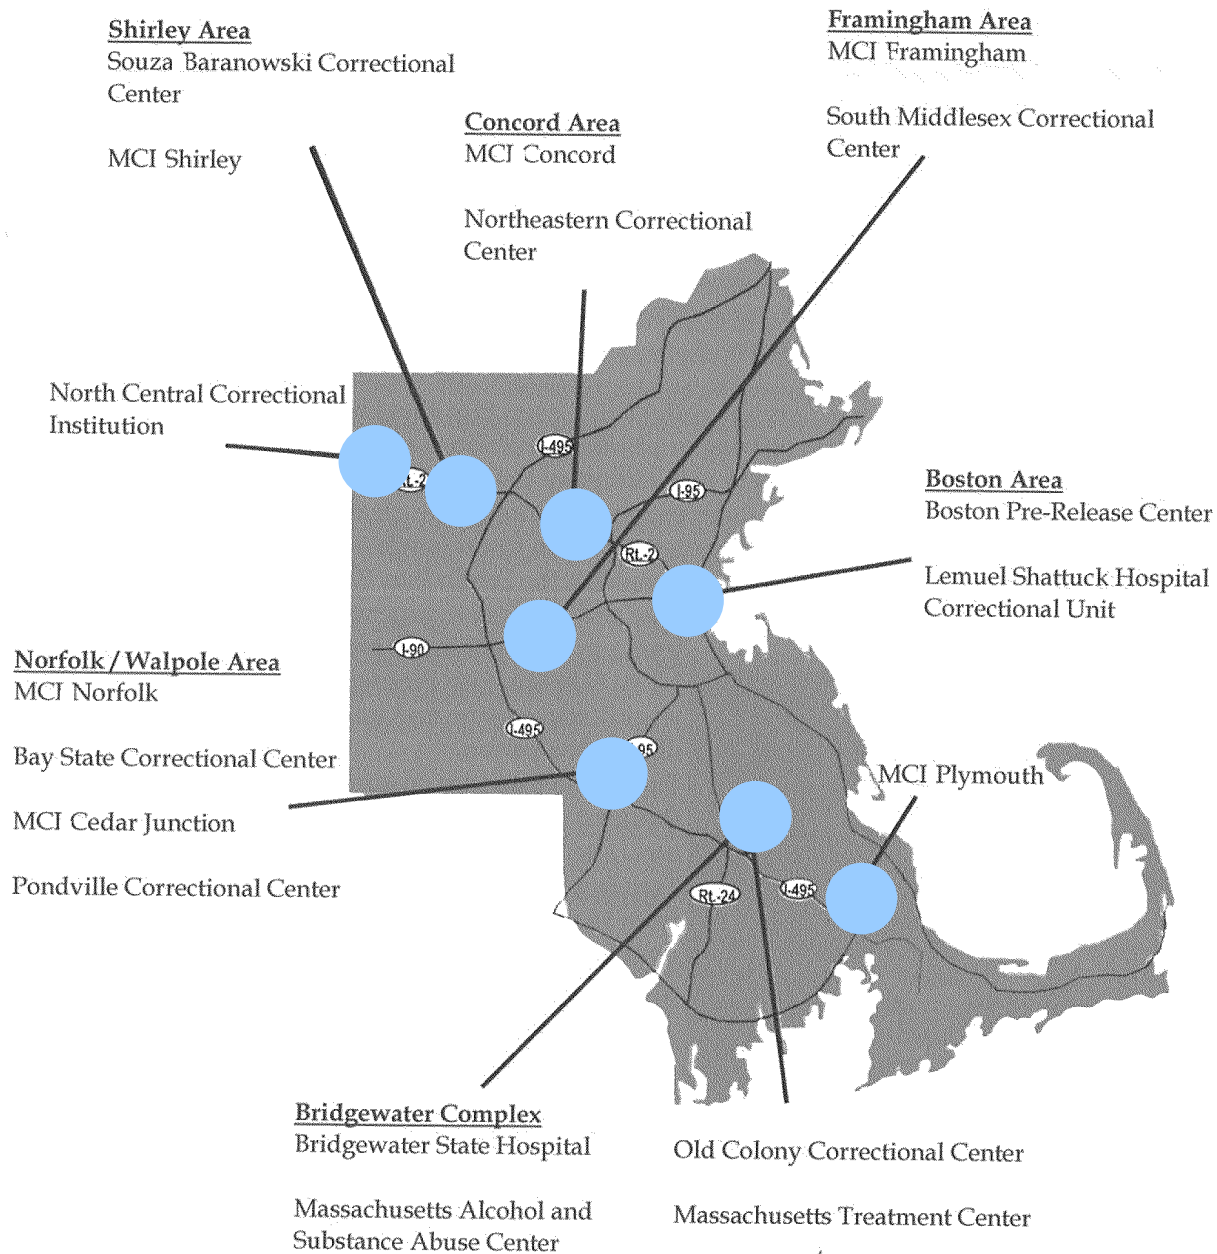 Shirley Area
Souza Baranowski Correctional
Center
MCI Shirley
Concord Area
MCI Concord
Northeastern Correctional
Center
Framingham Area
MCI Framingham
South Middlesex Correctional
Center
North Central Correctional
Institution
I-495
Rt.-2
I-95
Rt.-2
Boston Area
Boston Pre-Release Center
Lemuel Shattuck Hospital
Correctional Unit
I-90
Norfolk/Walpole Area
MCI Norfolk
Bay State Correctional Center
MCI Cedar Junction
Pondville Correctional Center
I-495
95
MCI Plymouth
Rt.-24
I-495
Bridgewater Complex
Bridgewater State Hospital
Massachusetts Alcohol and
Substance Abuse Center
Old Colony Correctional Center
Massachusetts Treatment Center